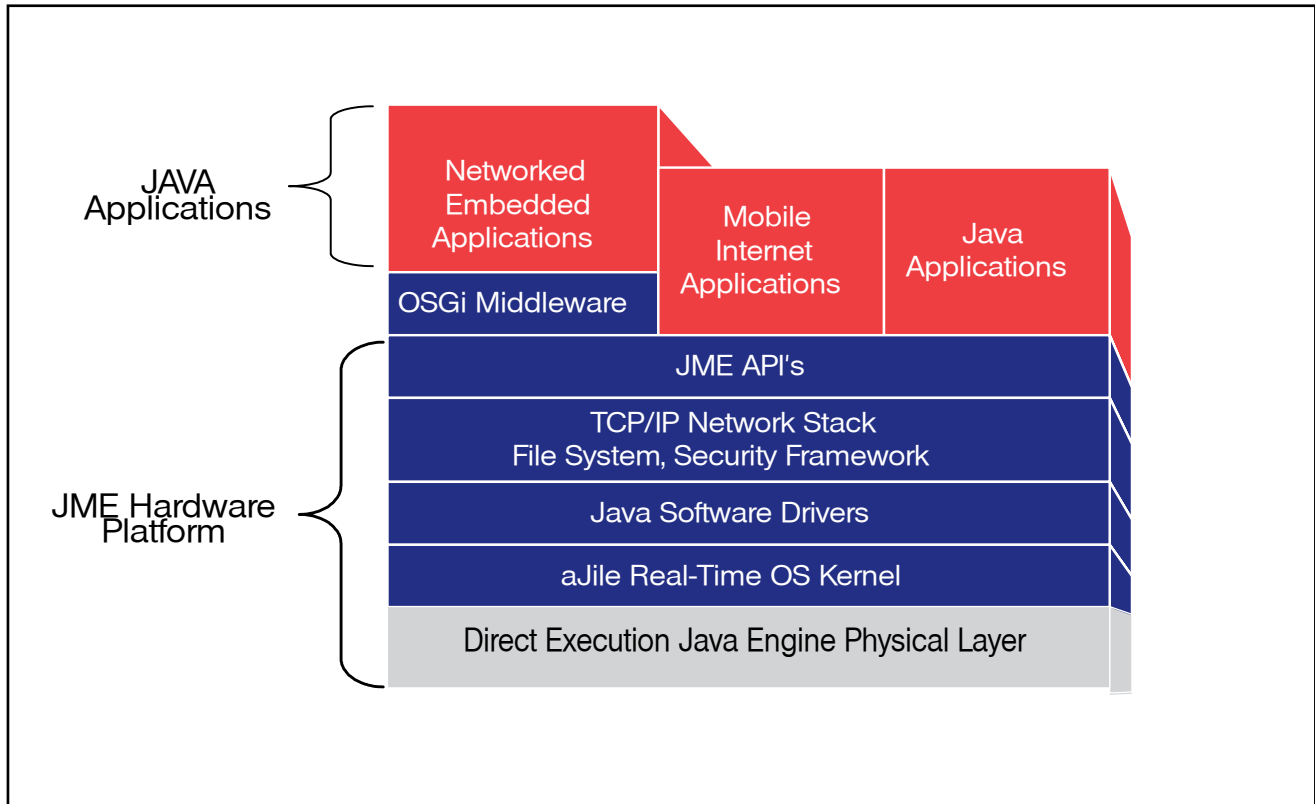 JAVA
Applications
Networked
Embedded
Applications
Mobile
Internet
Applications
Java
Applications
OSGi Middleware
JME Hardware
Platform
JME API's
TCP/IP Network Stack
File System, Security Framework
Java Software Drivers
aJile Real-Time OS Kernel
Direct Execution Java Engine Physical Layer